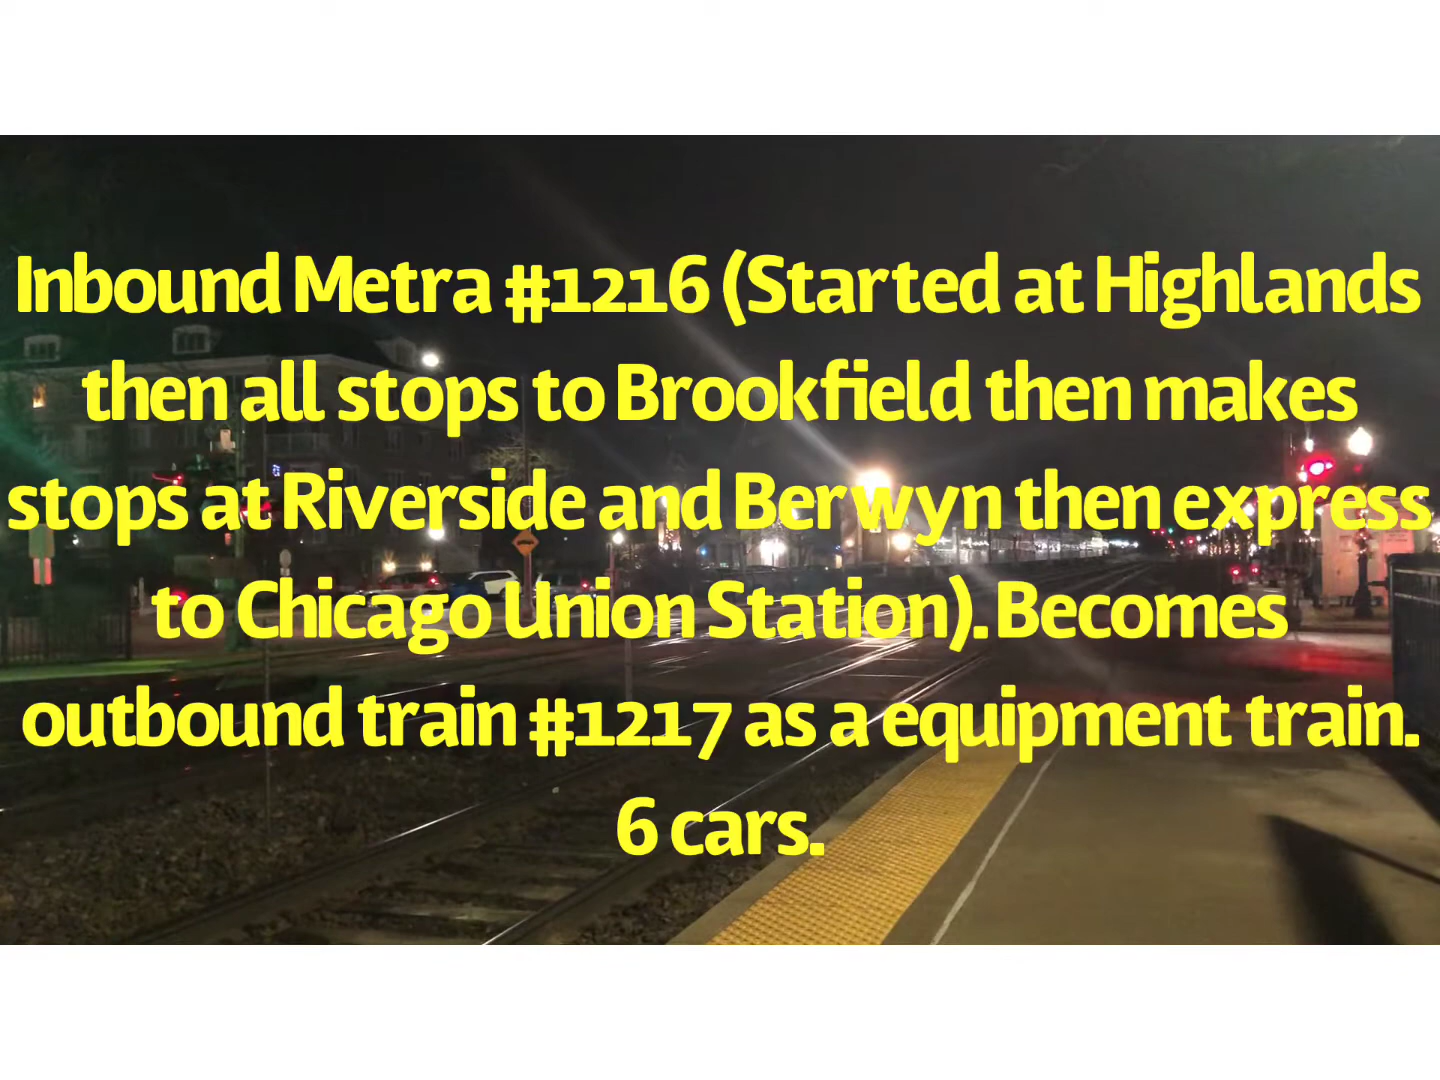 Inbound Metra #1216 (Started at Highlands
then all stops to Brookfield then makes
stops at Riverside and Berwyn then express
to Chicago Union Station). Becomes
outbound train #1217 as a equipment train.
6 cars.